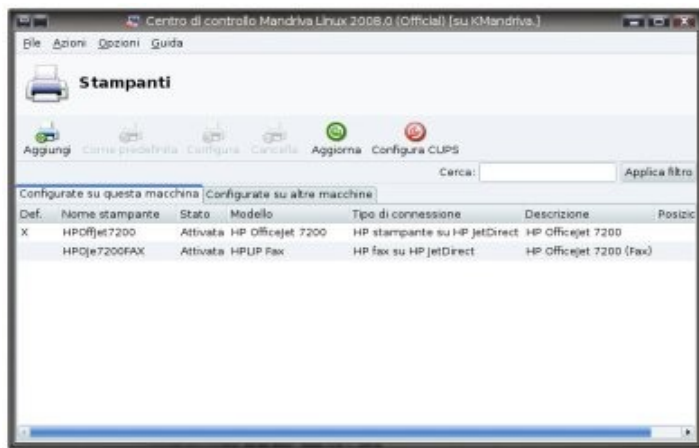 Centro di controllo Mandriva Linux 2008.0 (Official) [su KMandriva.]
File Azioni Opzioni Guida
Stampanti
Aggiungi Come predefinita Configura Cancella Aggiorna Configura CUPS
Cerca: Applica filtro
Configurate su questa macchina Configurate su altre macchine
Def. Nome stampante Stato Modello Tipo di connessione Descrizione Posizic
X HPOffJet7200 Attivata HP OfficeJet 7200 HP stampante su HP JetDirect HP OfficeJet 7200
HPOJe7200FAX Attivata HPLIP Fax HP fax su HP JetDirect HP OfficeJet 7200 (Fax)